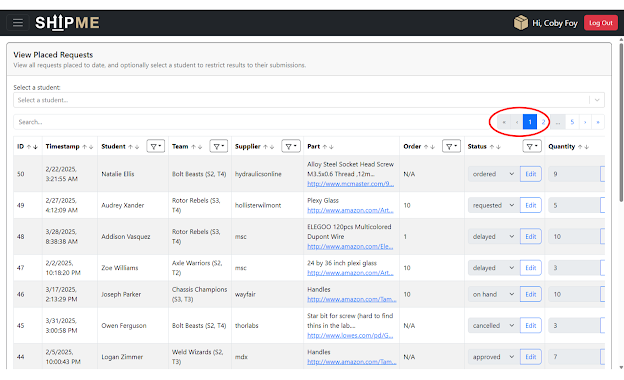 SHIPME
Hi, Coby Foy
Log Out
View Placed Requests
View all requests placed to date, and optionally select a student to restrict results to their submissions.
Select a student:
Select a student...
Search...
« ‹ 1 2 ... 5 › »
ID ↑↓ Timestamp ↑↓ Student ↑↓ Team ↑↓ Supplier ↑↓ Part ↑↓ Order ↑↓ Status ↑↓ Quantity ↑↓
50 2/22/2025, 3:21:55 AM Natalie Ellis Bolt Beasts (S2, T4) hydraulicsonline Alloy Steel Socket Head Screw M3.5x0.6 Thread ,12m... http://www.mcmaster.com/9... N/A ordered Edit 9
49 2/27/2025, 4:12:09 AM Audrey Xander Rotor Rebels (S3, T4) hollisterwilmont Plexy Glass http://www.amazon.com/Art... 10 requested Edit 5
48 3/28/2025, 8:38:38 AM Addison Vasquez Rotor Rebels (S3, T4) msc ELEGOO 120pcs Multicolored Dupont Wire http://www.amazon.com/Ele... 1 delayed Edit 10
47 2/2/2025, 10:18:20 PM Zoe Williams Axle Warriors (S2, T2) msc 24 by 36 inch plexi glass http://www.amazon.com/Art... 10 delayed Edit 3
46 3/17/2025, 2:13:29 PM Joseph Parker Chassis Champions (S3, T3) wayfair Handles http://www.amazon.com/Tam... 10 on hand Edit 10
45 3/31/2025, 3:00:58 PM Owen Ferguson Bolt Beasts (S2, T4) thorlabs Star bit for screw (hard to find thins in the lab... http://www.lowes.com/pd/G... N/A cancelled Edit 3
44 2/5/2025, 10:00:43 PM Logan Zimmer Weld Wizards (S2, T3) mdx Handles http://www.amazon.com/Tam... N/A approved Edit 7